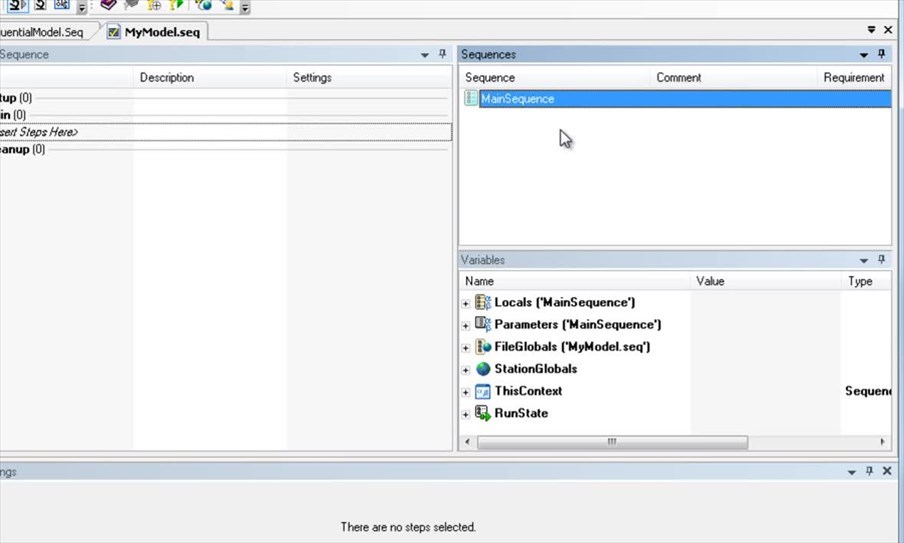 uentialModel.Seq MyModel.seq
Sequence
Description Settings
tup (0)
in (0)
sert Steps Here>
eanup (0)
Sequences
Sequence Comment Requirement
MainSequence
Variables
Name Value Type
Locals ('MainSequence')
Parameters ('MainSequence')
FileGlobals ('MyModel.seq')
StationGlobals
ThisContext Sequen
RunState
ngs
There are no steps selected.